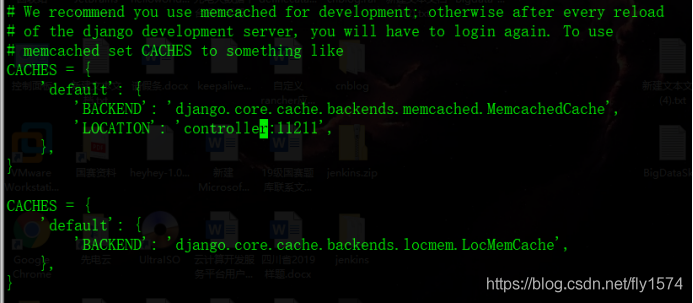 # We recommend you use memcached for development; otherwise after every reload
# of the django development server, you will have to login again. To use
# memcached set CACHES to something like
CACHES = {
    'default': {
        'BACKEND': 'django.core.cache.backends.memcached.MemcachedCache',
        'LOCATION': 'controller:11211',
    },
}
CACHES = {
    'default': {
        'BACKEND': 'django.core.cache.backends.locmem.LocMemCache',
    },
}
https://blog.csdn.net/fly1574